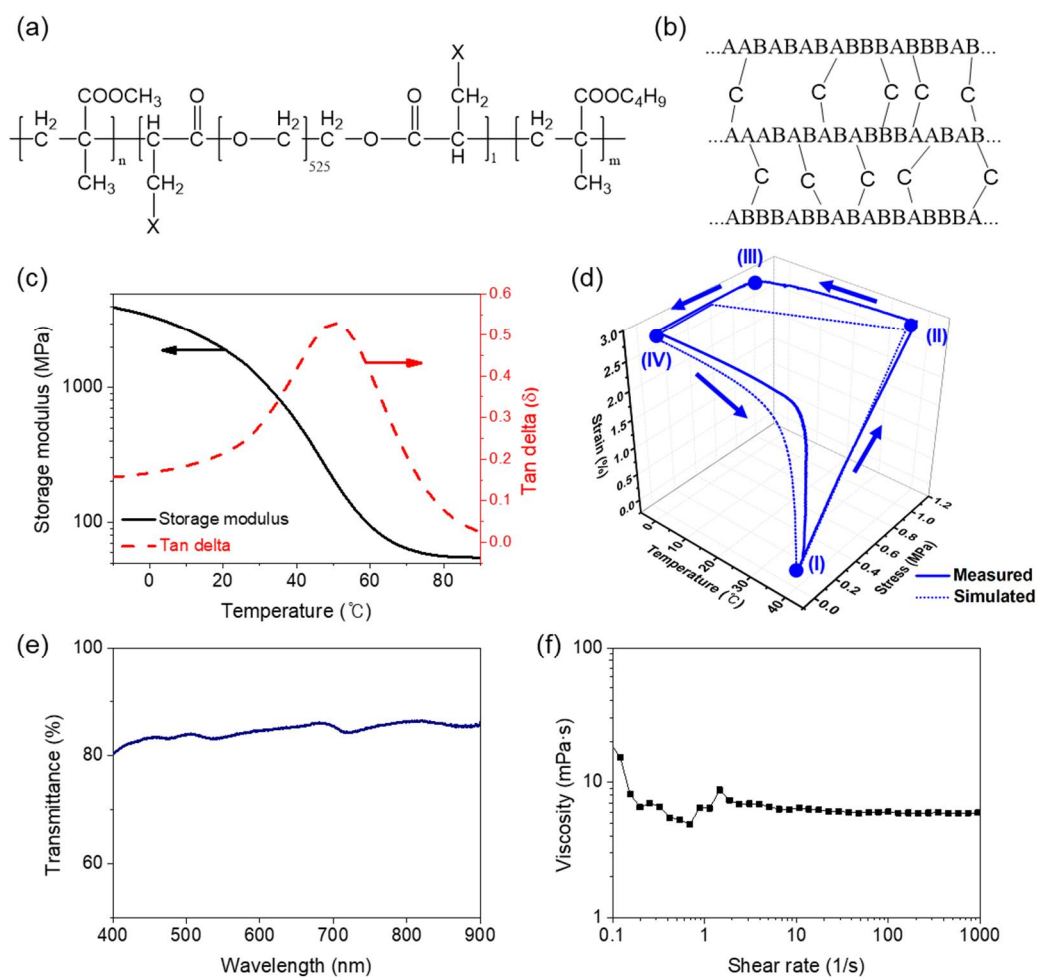 (a)
X
COOCH3
O
CH2
COOC4H9
H2
C
C
H
C
C
O
C
H2
C
H2
O
C
C
H
C
H2
C
n
525
1
m
CH3
CH2
X
O
CH3
(b)
...AABABABABBBABBBAB...
C C C C C
...AAABABABABBBAABAB...
C C C C C
...ABBBABBABABBABBBA...
(c)
Storage modulus (MPa)
1000
100
Storage modulus
Tan delta
0.6
0.5
0.4
0.3
0.2
0.1
0.0
Tan delta (δ)
0 20 40 60 80
Temperature (℃)
(d)
(III)
(II)
(IV)
(I)
Strain (%)
3.0
2.5
2.0
1.5
1.0
0.5
0.0
0 10 20 30 40
Temperature (℃)
0.0 0.2 0.4 0.6 0.8 1.0 1.2
Stress (MPa)
Measured
Simulated
(e)
Transmittance (%)
100
80
60
400 500 600 700 800 900
Wavelength (nm)
(f)
Viscosity (mPa·s)
100
10
1
0.1 1 10 100 1000
Shear rate (1/s)